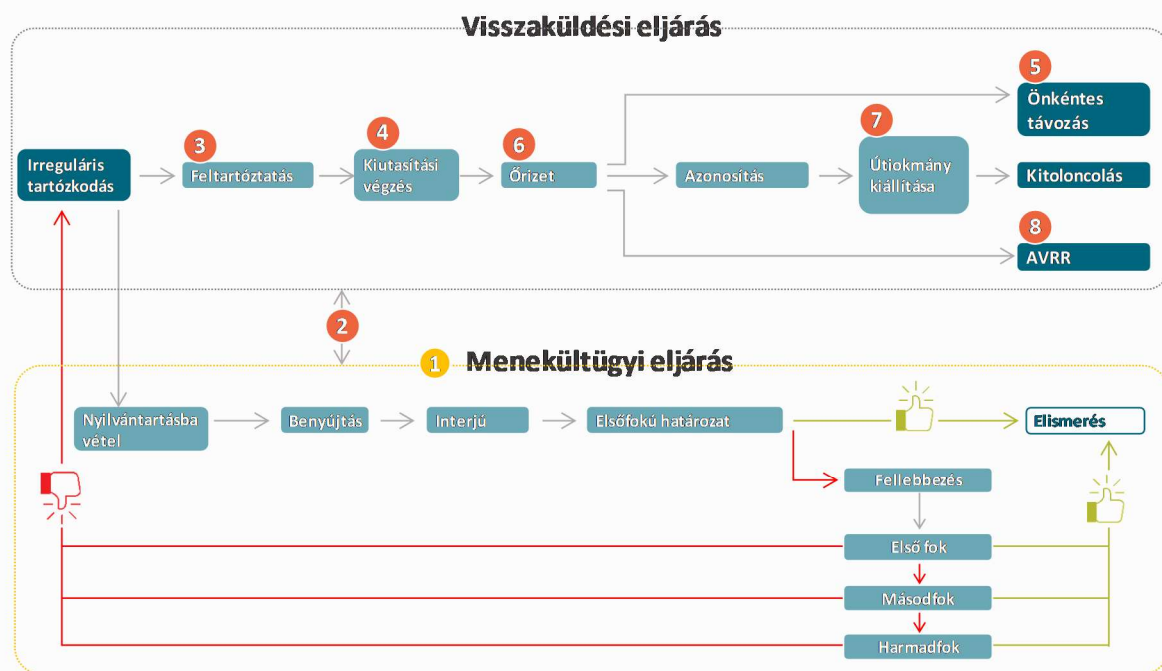 Visszaküldési eljárás
5
Önkéntes
távozás
3
4
6
7
Irreguláris
tartózkodás
Feltartóztatás
Kiutasítási
végzés
Őrizet
Azonosítás
Útiokmány
kiállítása
Kitoloncolás
8
AVRR
2
1 Menekültügyi eljárás
Nyilvántartásba
vétel
Benyújtás
Interjú
Elsőfokú határozat
Elismerés
Fellebbezés
Első fok
Másodfok
Harmadfok